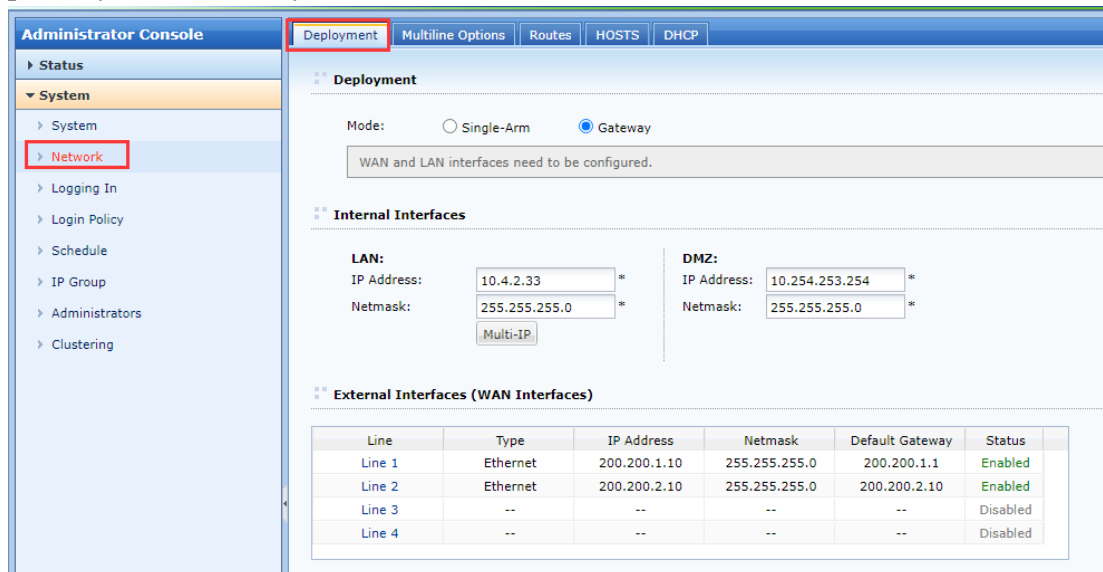 Administrator Console
Status
System
System
Network
Logging In
Login Policy
Schedule
IP Group
Administrators
Clustering
Deployment Multiline Options Routes HOSTS DHCP
Deployment
Mode: Single-Arm Gateway
WAN and LAN interfaces need to be configured.
Internal Interfaces
LAN:
IP Address: 10.4.2.33 *
Netmask: 255.255.255.0 *
Multi-IP
DMZ:
IP Address: 10.254.253.254 *
Netmask: 255.255.255.0 *
External Interfaces (WAN Interfaces)
Line Type IP Address Netmask Default Gateway Status
Line 1 Ethernet 200.200.1.10 255.255.255.0 200.200.1.1 Enabled
Line 2 Ethernet 200.200.2.10 255.255.255.0 200.200.2.10 Enabled
Line 3 -- -- -- -- Disabled
Line 4 -- -- -- -- Disabled